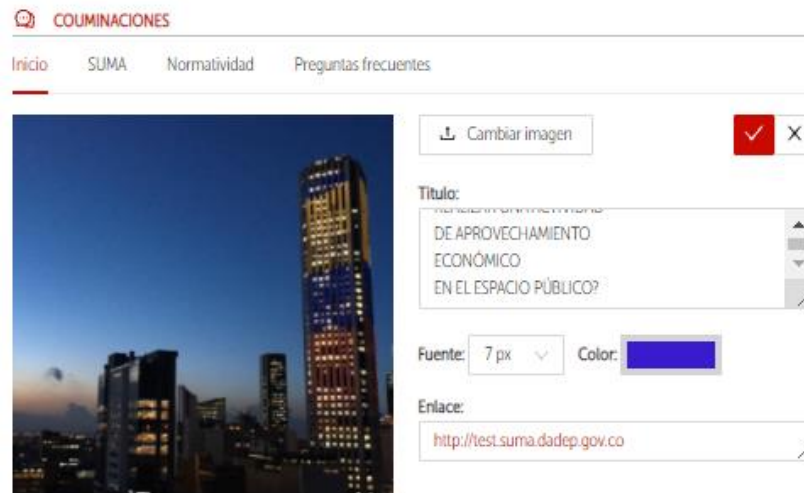 COUMINACIONES
Inicio SUMA Normatividad Preguntas frecuentes
Cambiar imagen
Titulo:
DE APROVECHAMIENTO
ECONÓMICO
EN EL ESPACIO PÚBLICO?
Fuente: 7 px Color:
Enlace:
http://test.suma.dadep.gov.co